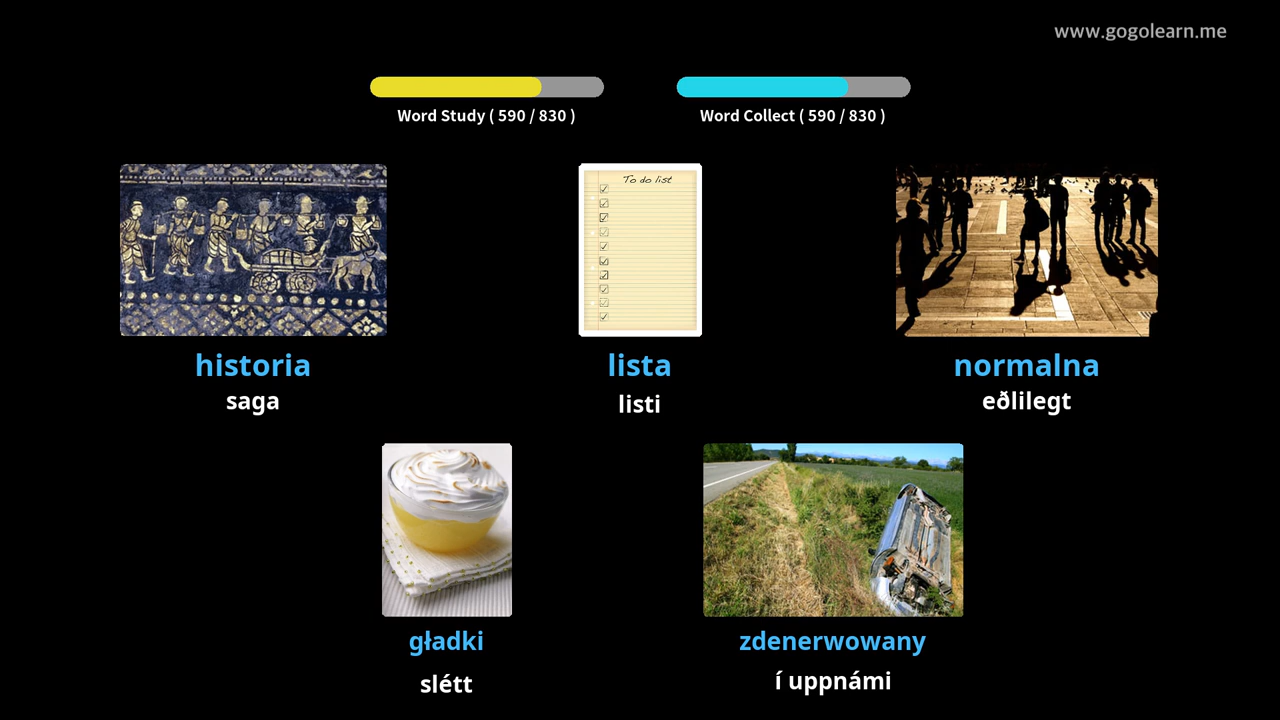 www.gogolearn.me
Word Study ( 590 / 830 )
Word Collect ( 590 / 830 )
To do list
historia
lista
normalna
saga
listi
eðlilegt
gładki
zdenerwowany
slétt
í uppnámi